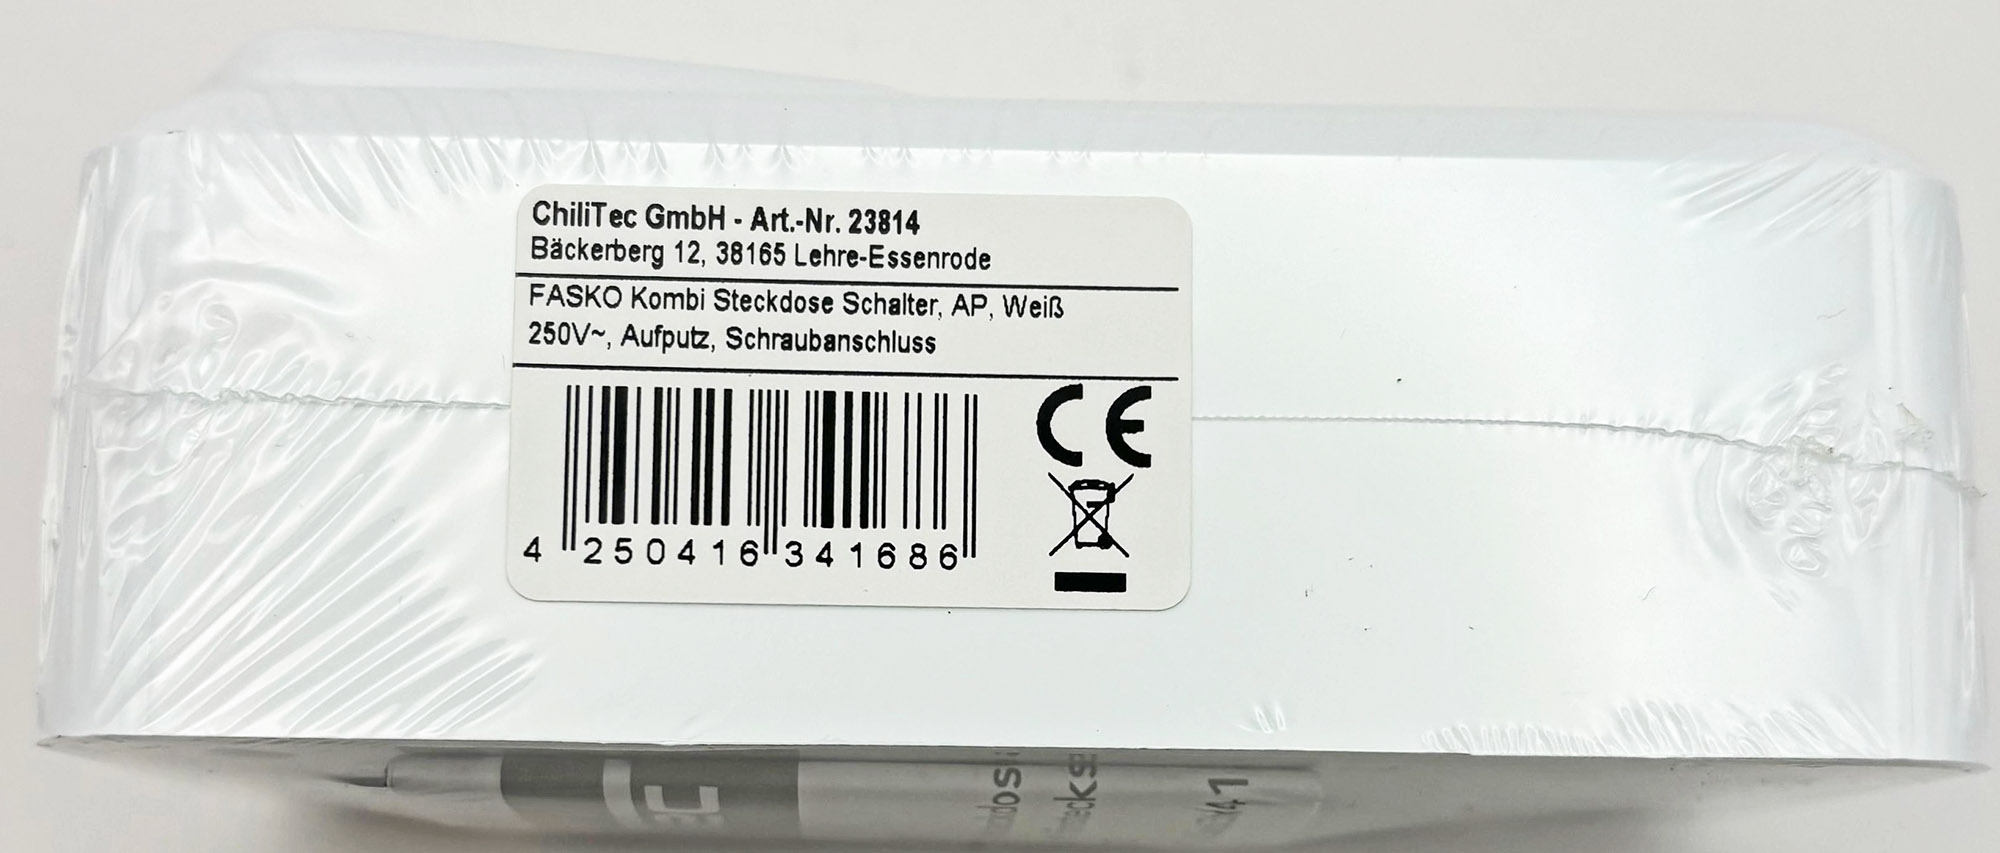 ChiliTec GmbH - Art.-Nr. 23814
Bäckerberg 12, 38165 Lehre-Essenrode
FASKO Kombi Steckdose Schalter, AP, Weiß
250V~, Aufputz, Schraubanschluss
CE
4 250416 341686